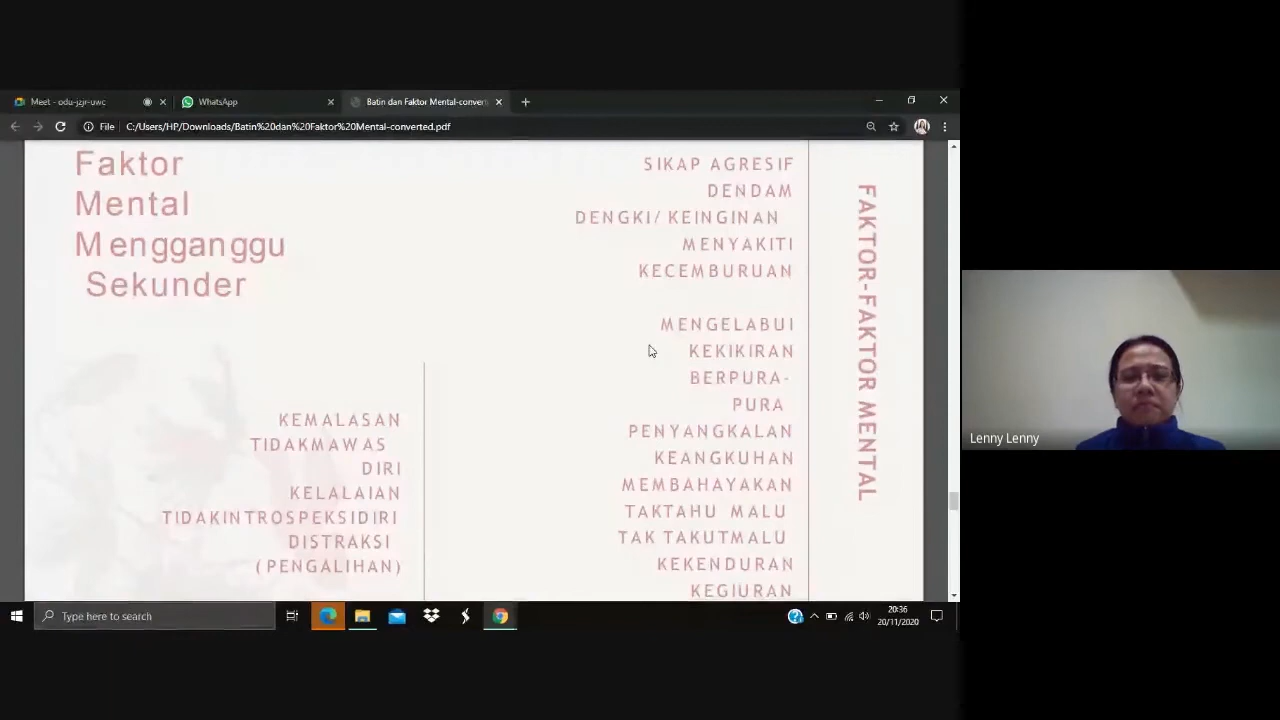 Meet - odu-jzjr-uwc
WhatsApp
Batin dan Faktor Mental-convert
File
C:/Users/HP/Downloads/Batin%20dan%20Faktor%20Mental-converted.pdf
Faktor
Mental
Mengganggu
Sekunder
KEMALASAN
TIDAKMAWAS
DIRI
KELALAIAN
TIDAKINTROSPEKSIDIRI
DISTRAKSI
(PENGALIHAN)
SIKAP AGRESIF
DENDAM
DENGKI/ KEINGINAN
MENYAKITI
KECEMBURUAN
MENGELABUI
KEKIKIRAN
BERPURA-
PURA
PENYANGKALAN
KEANGKUHAN
MEMBAHAYAKAN
TAKTAHU MALU
TAK TAKUTMALU
KEKENDURAN
KEGIURAN
FAKTOR-FAKTOR MENTAL
Lenny Lenny
Type here to search
20:36
20/11/2020